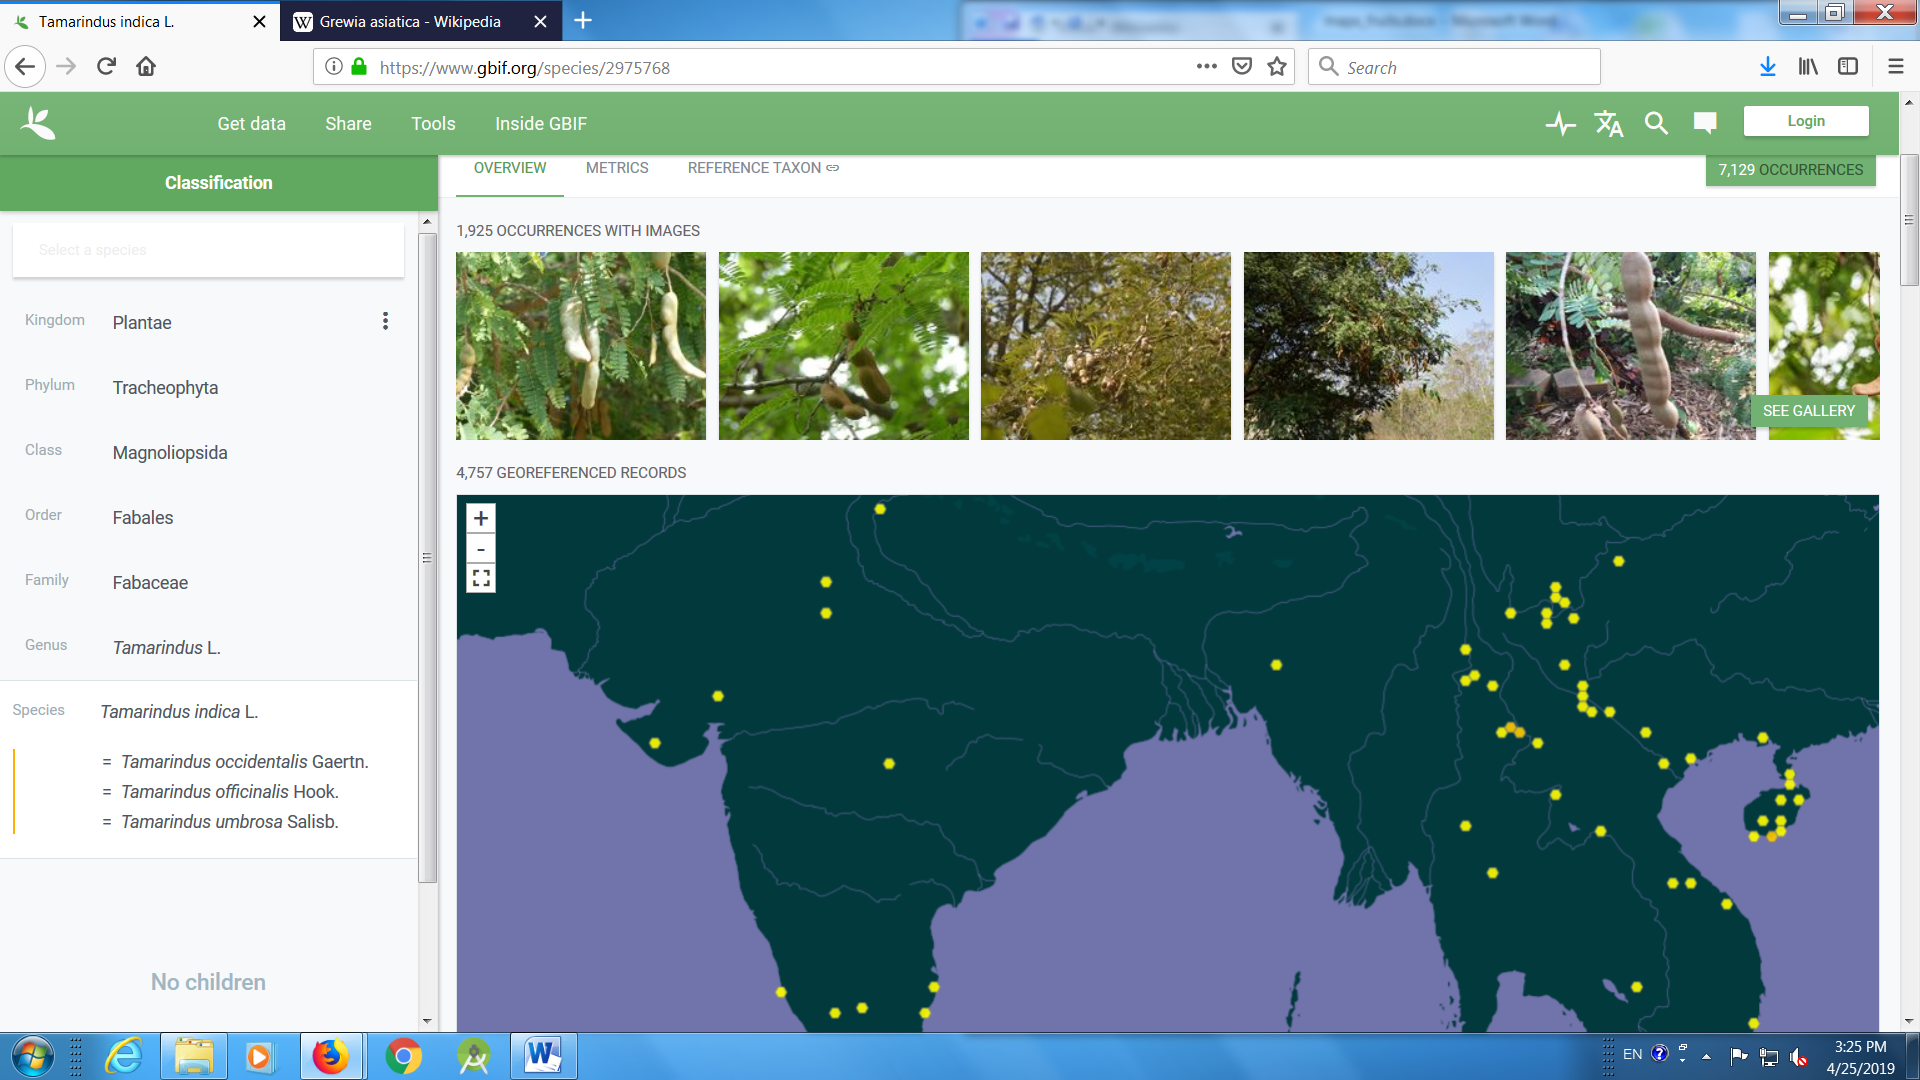 Tamarindus indica L.
Grewia asiatica - Wikipedia
https://www.gbif.org/species/2975768
Search
Get data
Share
Tools
Inside GBIF
Login
Classification
OVERVIEW
METRICS
REFERENCE TAXON
7,129 OCCURRENCES
Select a species
Kingdom Plantae
Phylum Tracheophyta
Class Magnoliopsida
Order Fabales
Family Fabaceae
Genus Tamarindus L.
Species Tamarindus indica L.
= Tamarindus occidentalis Gaertn.
= Tamarindus officinalis Hook.
= Tamarindus umbrosa Salisb.
No children
1,925 OCCURRENCES WITH IMAGES
SEE GALLERY
4,757 GEOREFERENCED RECORDS
+
-
EN
3:25 PM
4/25/2019